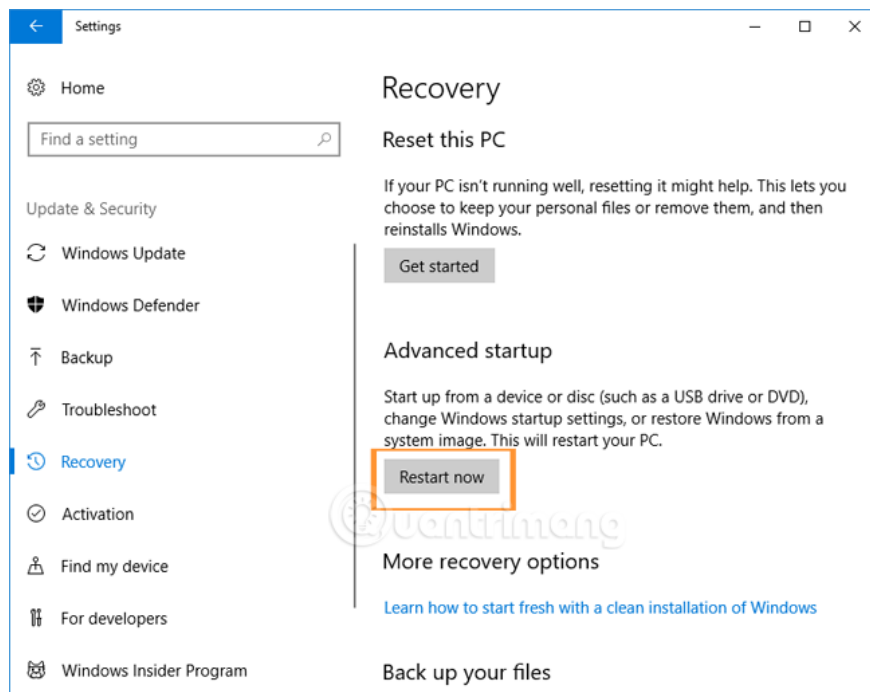 Settings
Home
Find a setting
Update & Security
Windows Update
Windows Defender
Backup
Troubleshoot
Recovery
Activation
Find my device
For developers
Windows Insider Program
Recovery
Reset this PC
If your PC isn't running well, resetting it might help. This lets you
choose to keep your personal files or remove them, and then
reinstalls Windows.
Get started
Advanced startup
Start up from a device or disc (such as a USB drive or DVD),
change Windows startup settings, or restore Windows from a
system image. This will restart your PC.
Restart now
Quantrimang
More recovery options
Learn how to start fresh with a clean installation of Windows
Back up your files